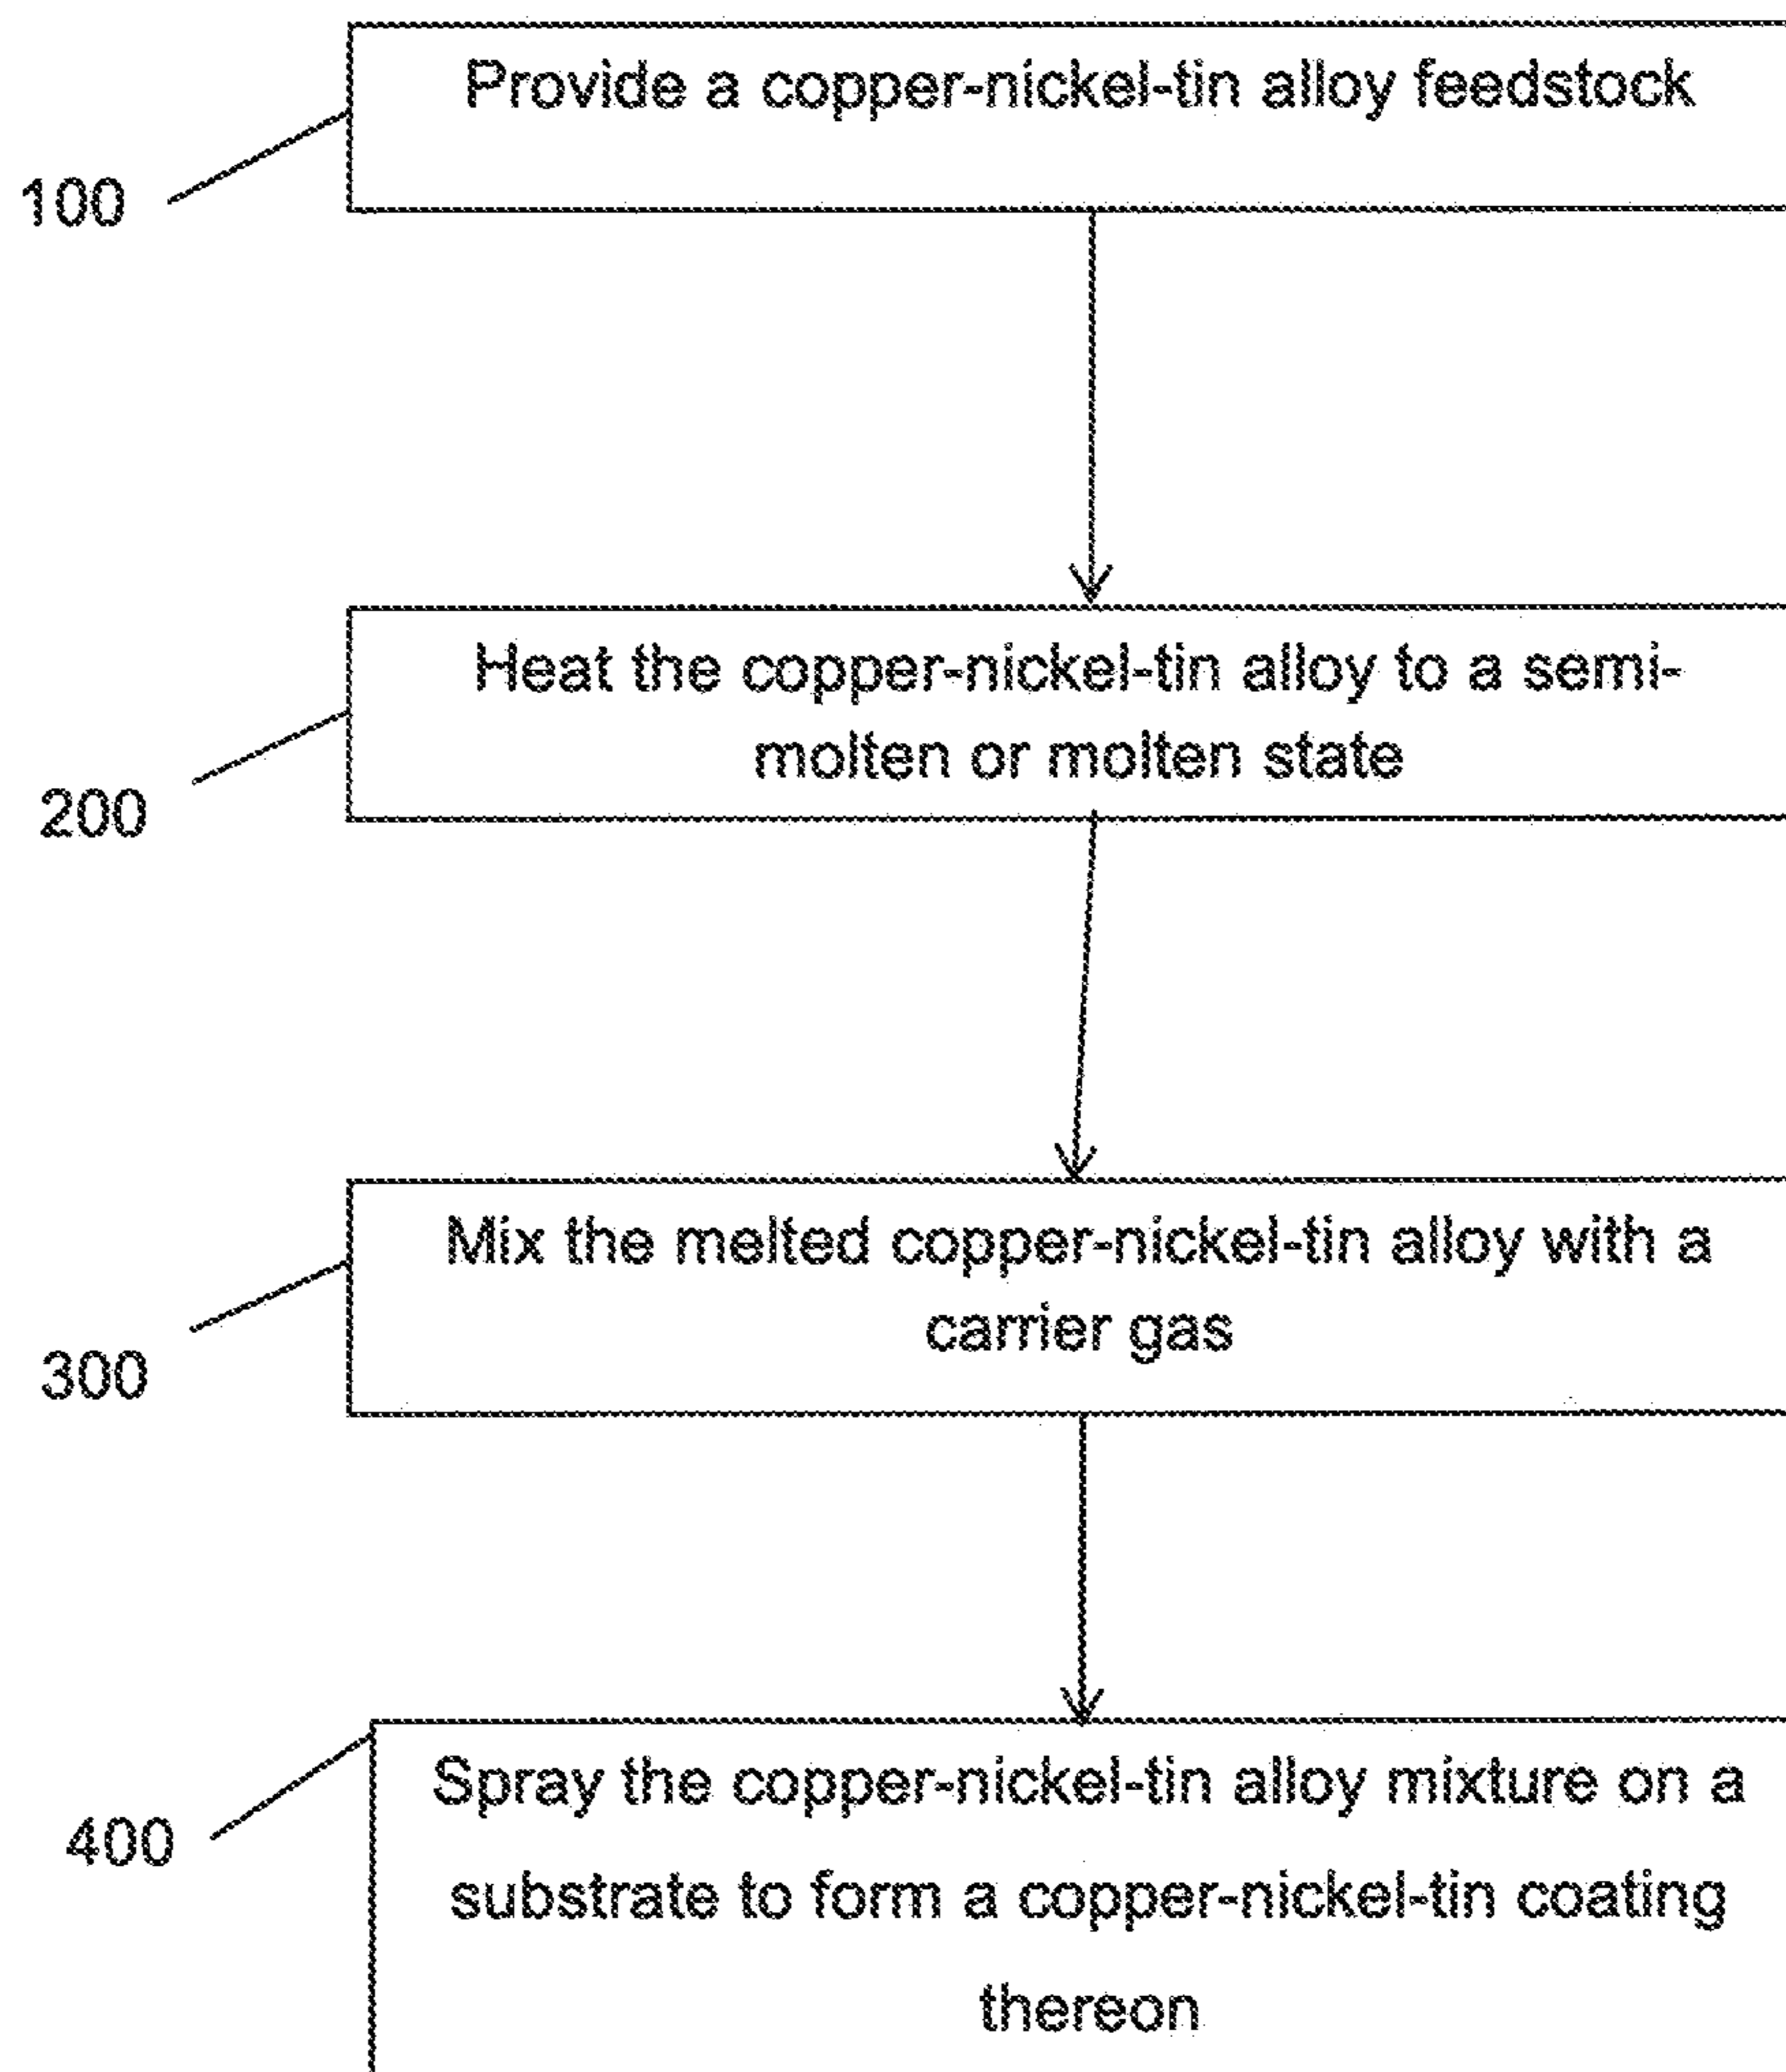 Provide a copper-nickel-tin alloy feedstock
100
Heat the copper-nickel-tin alloy to a semi-
molten or molten state
200
Mix the melted copper-nickel-tin alloy with a
carrier gas
300
Spray the copper-nickel-tin alloy mixture on a
400
substrate to form a copper-nickel-tin coating
thereon